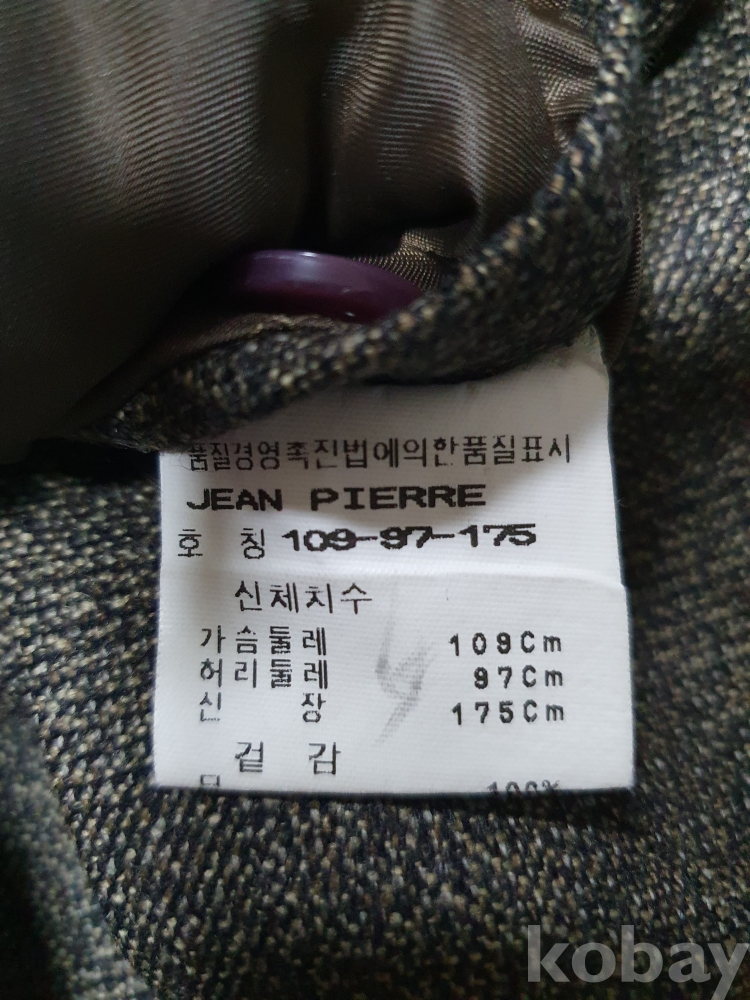 품질경영촉진법에의한품질표시
JEAN PIERRE
호 칭 109-97-175
신체치수
가슴둘레 109Cm
허리둘레 97Cm
신 장 175Cm
겉 감
100%
kobay